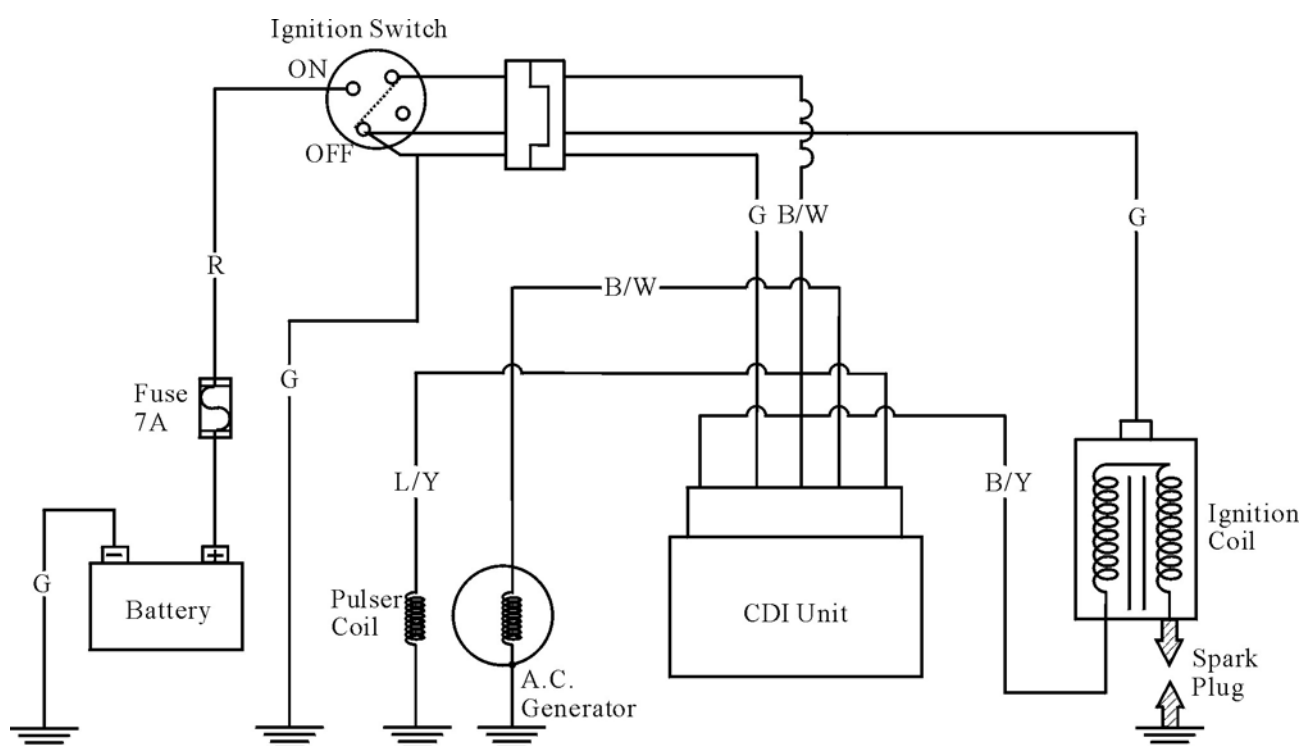 Ignition Switch
ON
OFF
G
B/W
G
R
B/W
Fuse
7A
G
L/Y
B/Y
Ignition
Coil
G
-
+
Battery
Pulser
Coil
CDI Unit
A.C.
Generator
Spark
Plug